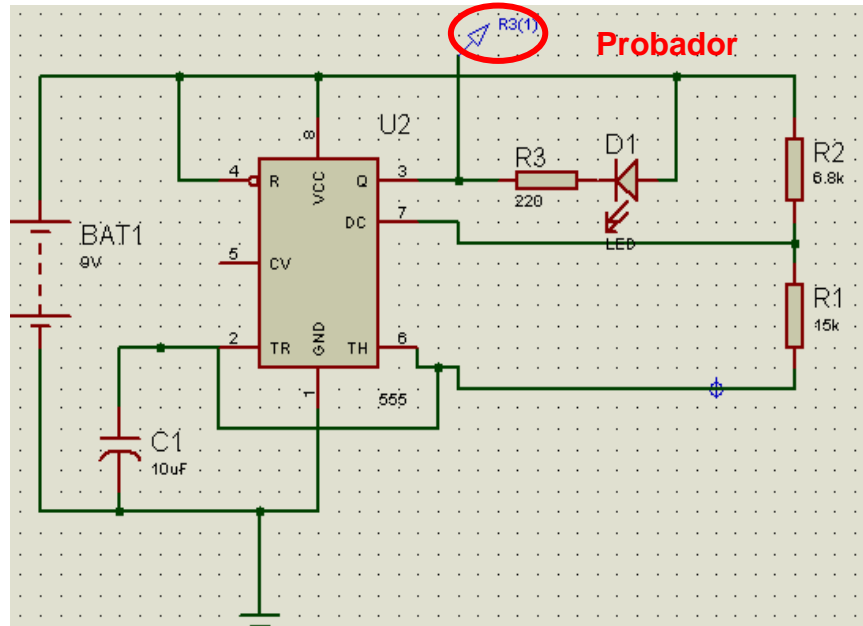 R3(1)
Probador
U2
8
4
R
VCC
Q
3
R3
220
D1
LED
R2
6.8k
DC
7
BAT1
9V
5
CV
R1
15k
2
TR
GND
TH
6
1
555
C1
10uF